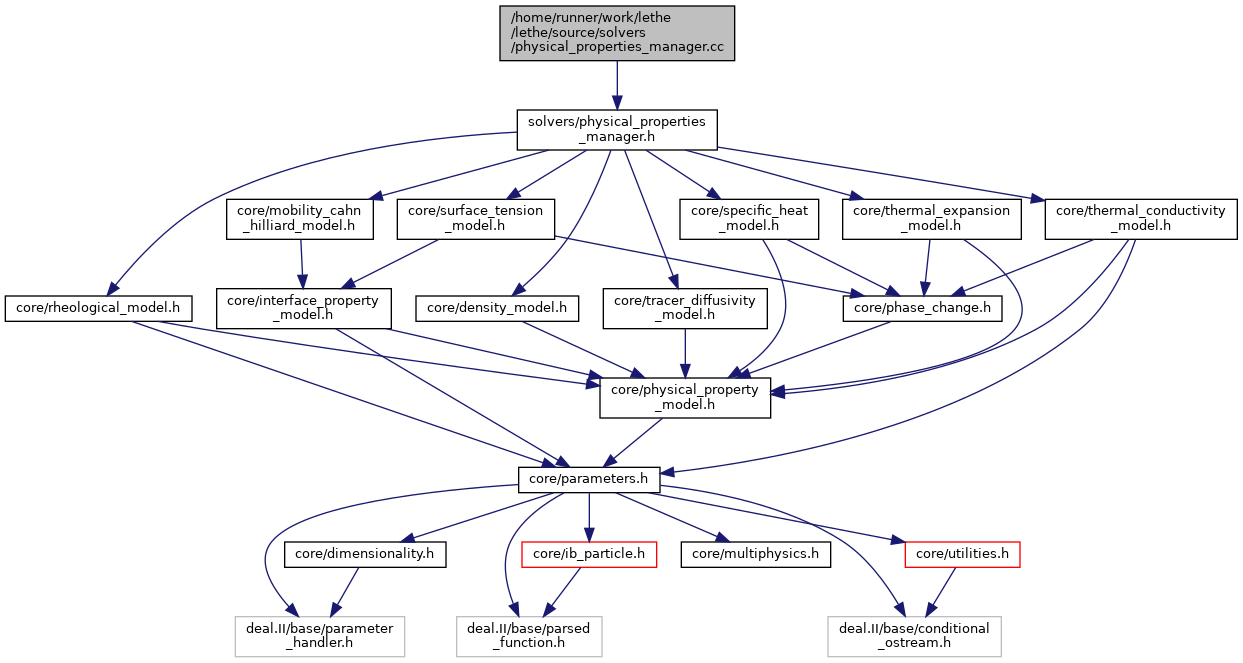 /home/runner/work/lethe
/lethe/source/solvers
/physical_properties_manager.cc
solvers/physical_properties
_manager.h
core/mobility_cahn
_hilliard_model.h
core/surface_tension
_model.h
core/specific_heat
_model.h
core/thermal_expansion
_model.h
core/thermal_conductivity
_model.h
core/rheological_model.h
core/interface_property
_model.h
core/density_model.h
core/tracer_diffusivity
_model.h
core/phase_change.h
core/physical_property
_model.h
core/parameters.h
core/dimensionality.h
core/ib_particle.h
core/multiphysics.h
core/utilities.h
deal.II/base/parameter
_handler.h
deal.II/base/parsed
_function.h
deal.II/base/conditional
_ostream.h